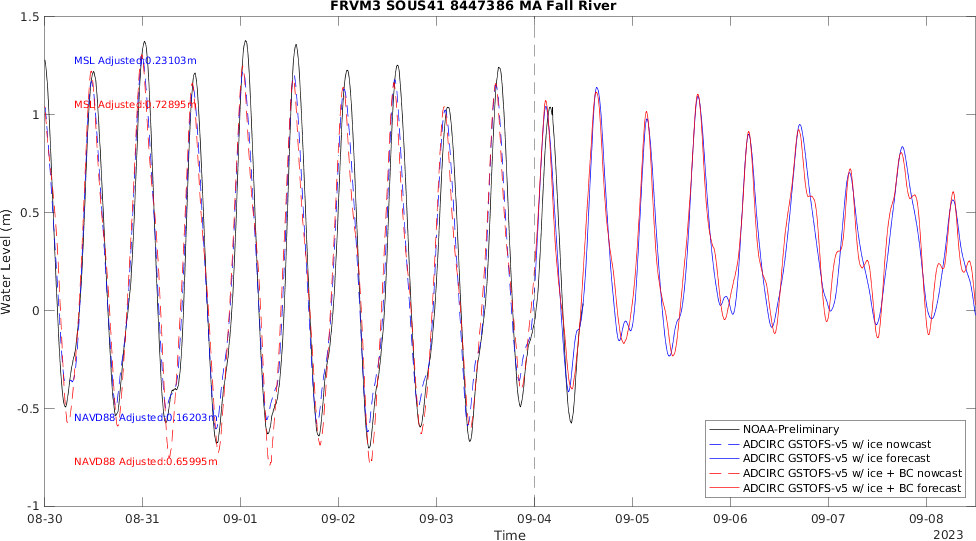 FRVM3 SOUS41 8447386 MA Fall River
1.5
1
0.5
0
-0.5
-1
Water Level (m)
MSL Adjusted:0.23103m
MSL Adjusted:0.72895m
NAVD88 Adjusted:0.16203m
NAVD88 Adjusted:0.65995m
NOAA-Preliminary
ADCIRC GSTOFS-v5 w/ ice nowcast
ADCIRC GSTOFS-v5 w/ ice forecast
ADCIRC GSTOFS-v5 w/ ice + BC nowcast
ADCIRC GSTOFS-v5 w/ ice + BC forecast
08-30 08-31 09-01 09-02 09-03 09-04 09-05 09-06 09-07 09-08
Time
2023